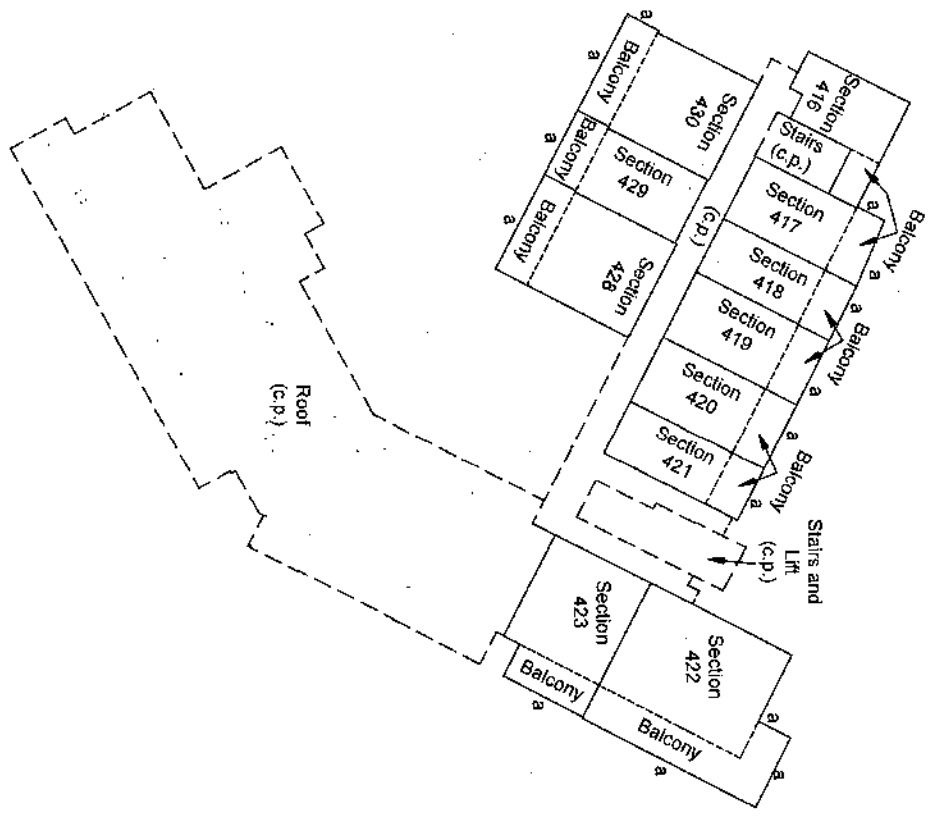 a
a
Balcony
Section
430
a
Balcony
Section
429
a
Balcony
Section
428
a
(c.p.)
Section
416
Stairs
(c.p.)
a
Balcony
Section
417
a
Section
418
a
Balcony
Section
419
a
Section
420
a
Balcony
Section
421
a
Stairs and
Lift
(c.p.)
Roof
(c.p.)
Section
423
Section
422
Balcony
a
Balcony
a
a
a